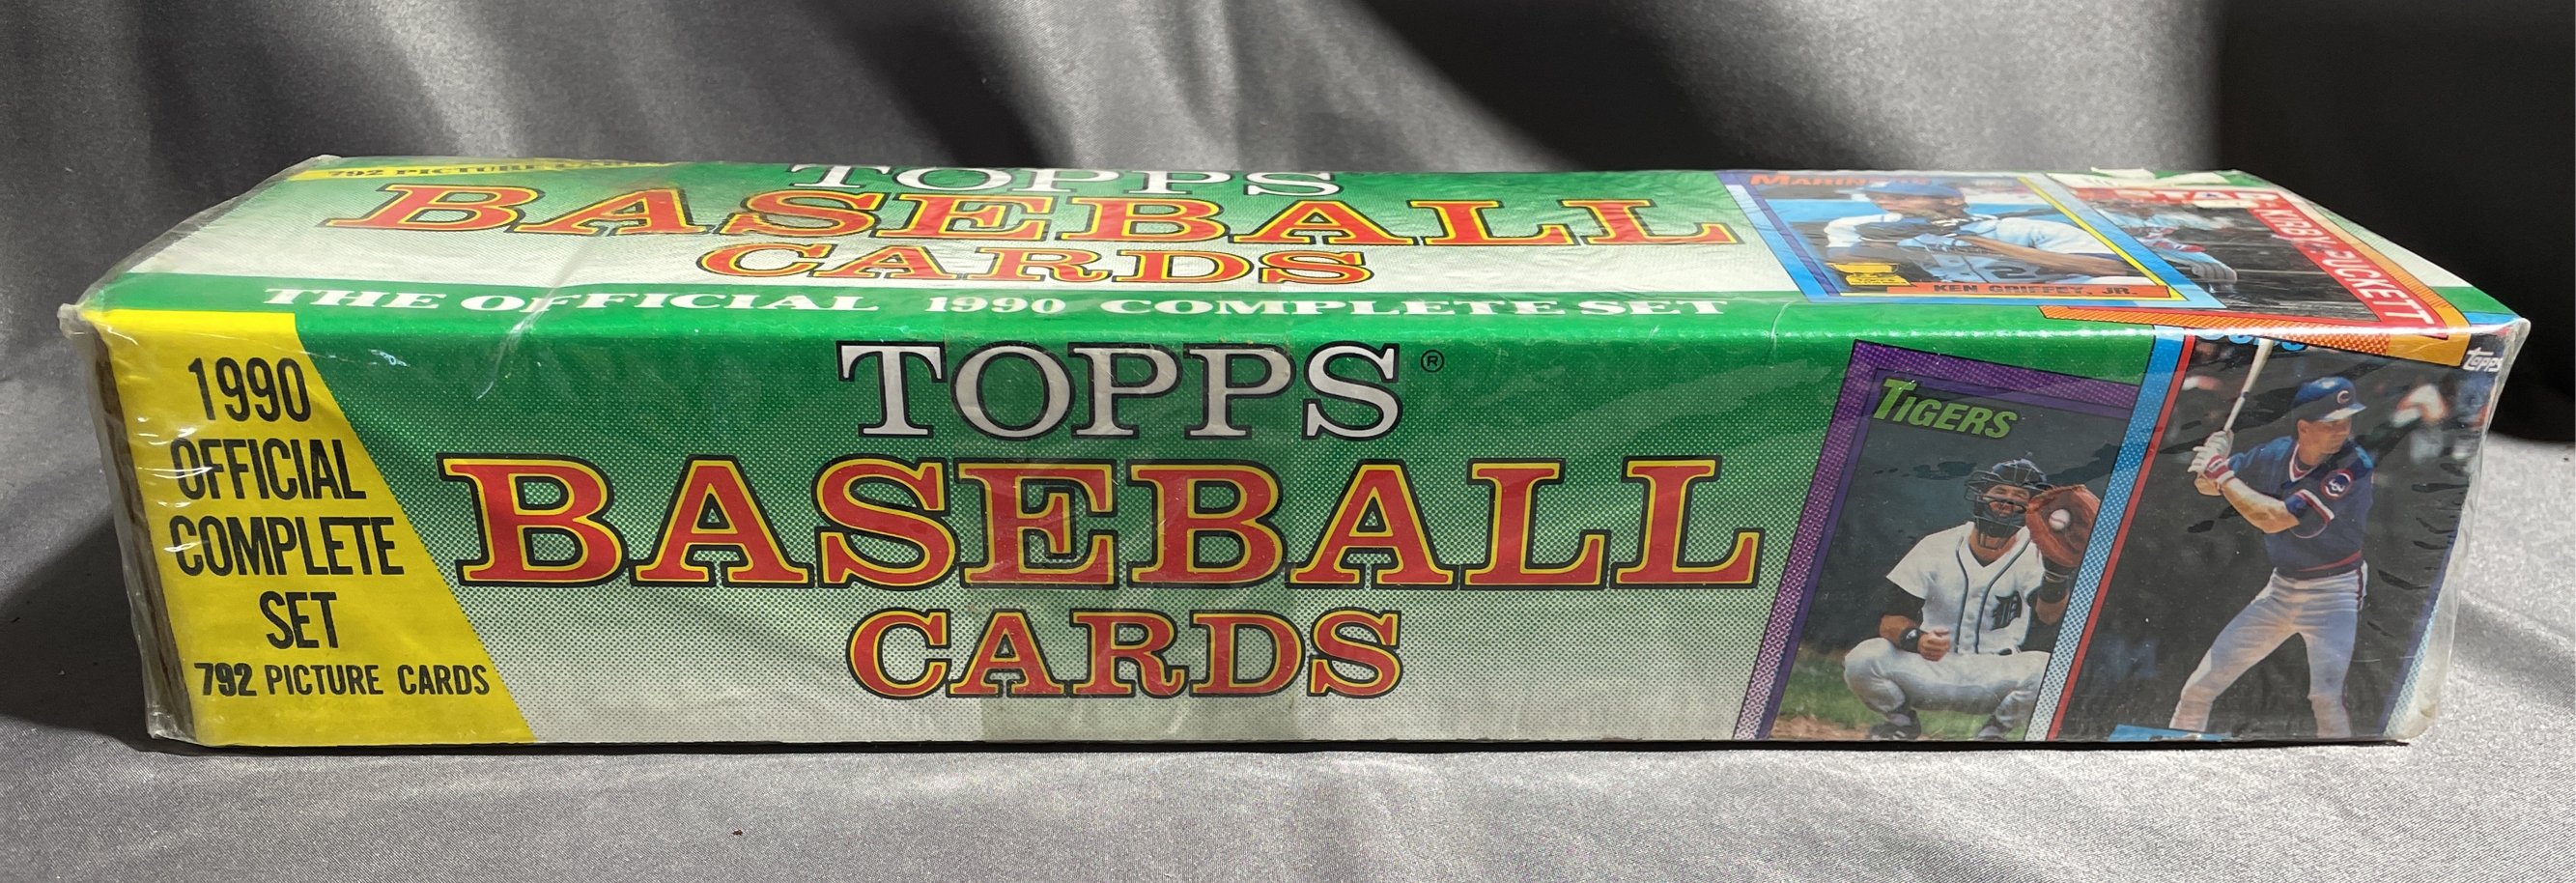 792 PICTURE CARDS
TOPPS
BASEBALL
CARDS
THE OFFICIAL 1990 COMPLETE SET
MARINERS
KEN GRIFFEY, JR.
KIRBY PUCKETT
1990
OFFICIAL
COMPLETE
SET
792 PICTURE CARDS
TOPPS®
BASEBALL
CARDS
TIGERS
D
topps
C